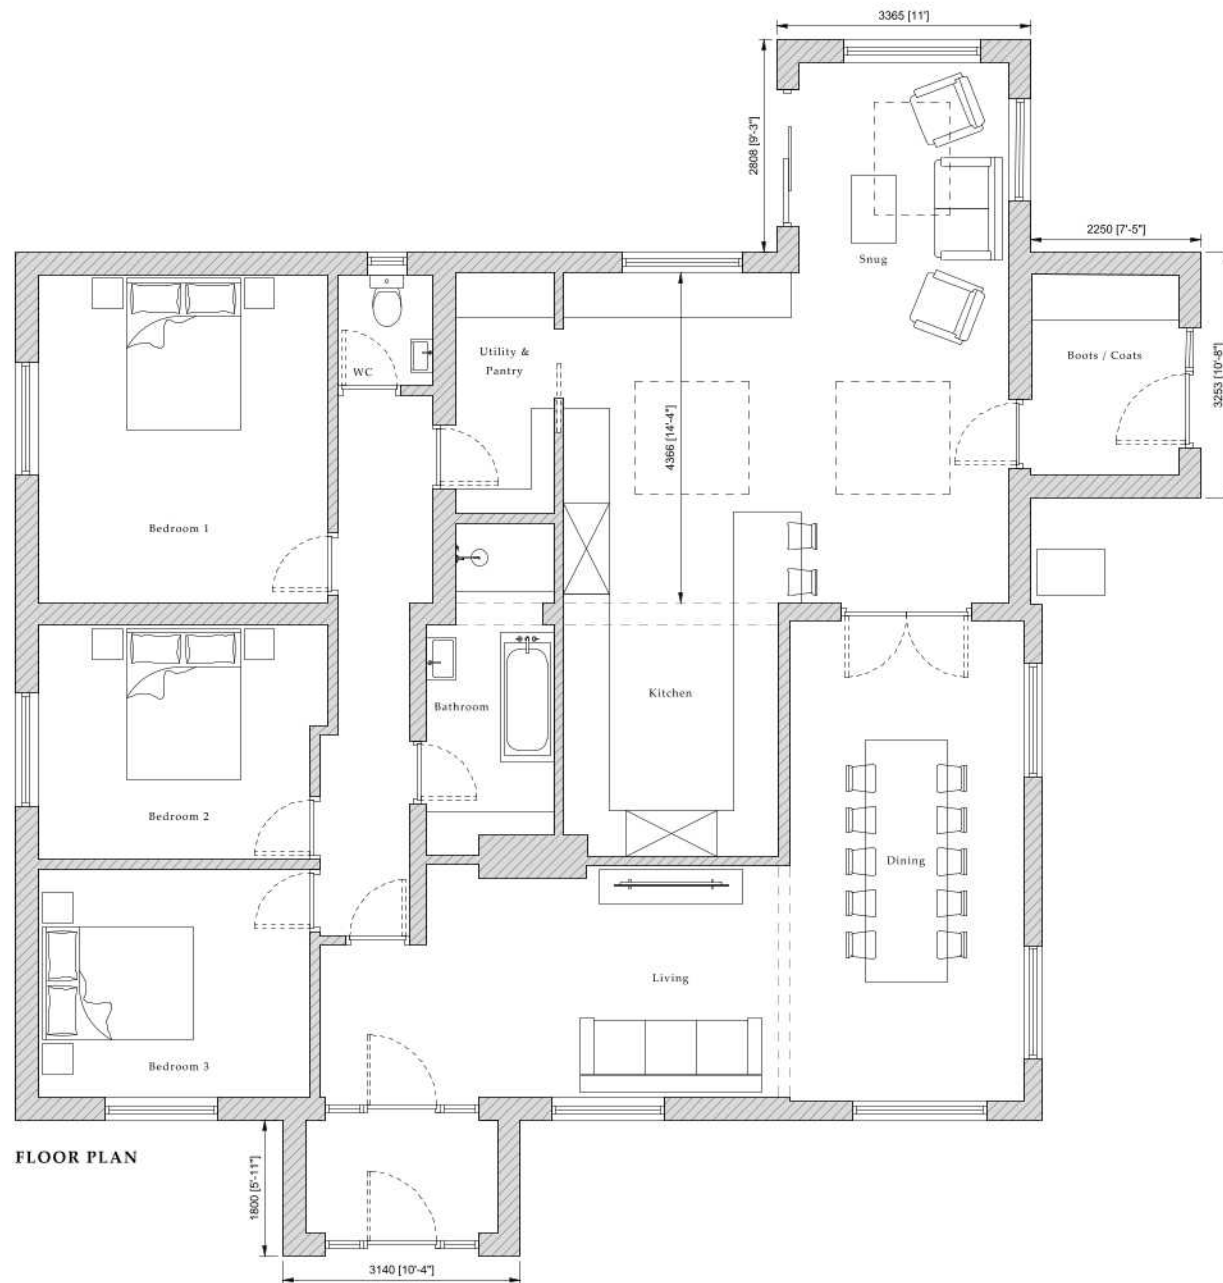 3365 [11']
2808 [9'-3"]
2250 [7'-5"]
Snug
Utility &
Pantry
WC
Boots / Coats
3253 [10'-8"]
4366 [14'-4"]
Bedroom 1
Kitchen
Bathroom
Bedroom 2
Dining
Living
Bedroom 3
FLOOR PLAN
1800 [5'-11"]
3140 [10'-4"]